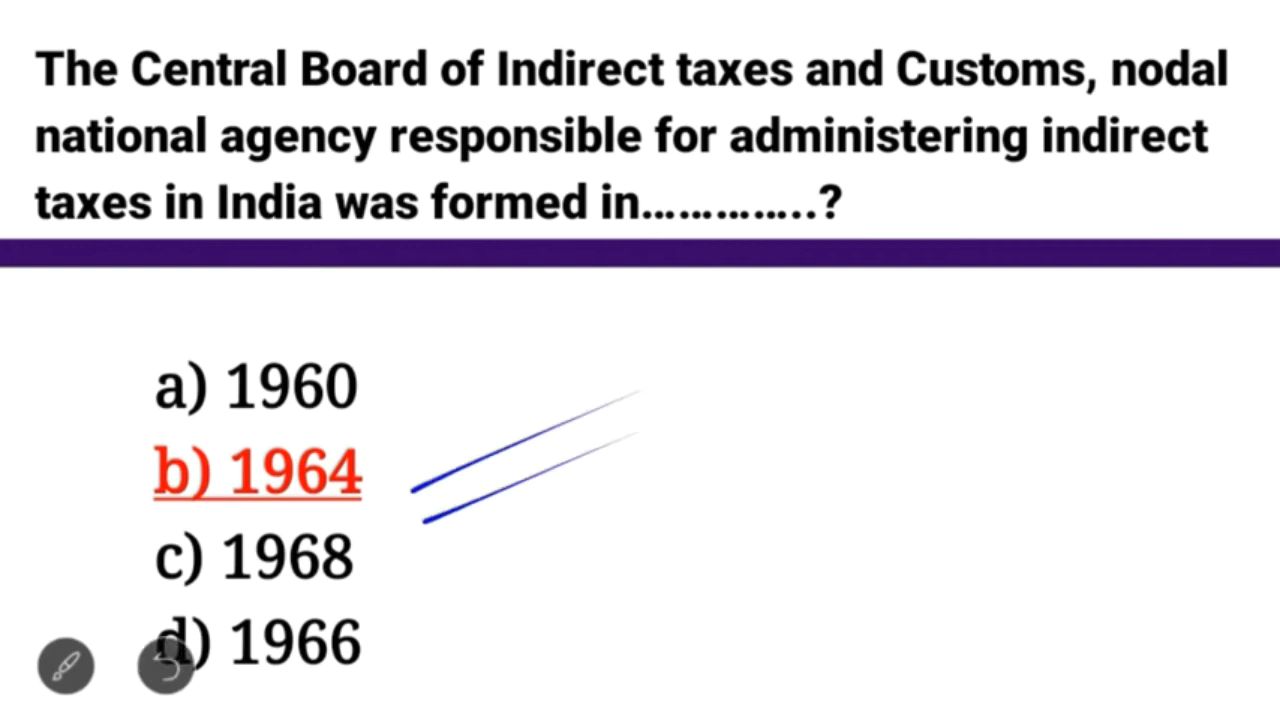 The Central Board of Indirect taxes and Customs, nodal
national agency responsible for administering indirect
taxes in India was formed in..............?
a) 1960
b) 1964
c) 1968
d) 1966